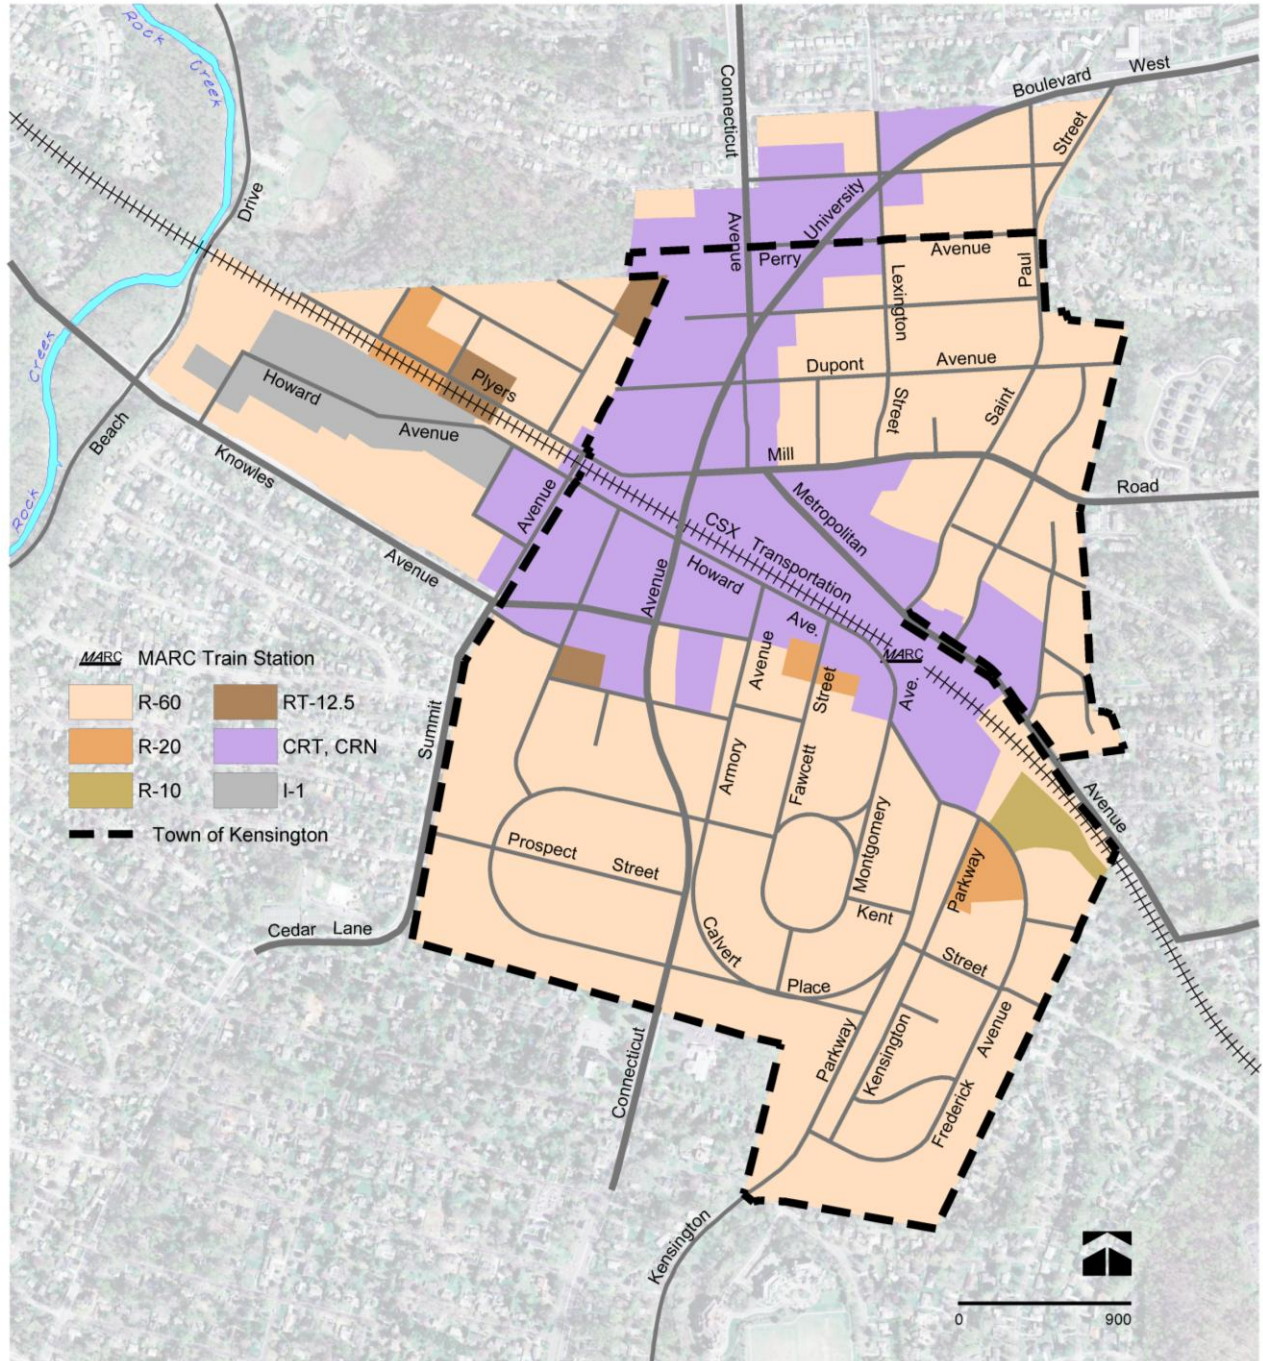 Rock
Creek
Connecticut
Boulevard
West
Street
Drive
Avenue
University
Perry
Avenue
Paul
Lexington
Creek
Beach
Rock
Howard
Avenue
Plyers
Knowles
Avenue
Dupont
Avenue
Street
Saint
Mill
Road
Metropolitan
Avenue
CSX Transportation
Howard
Ave.
Avenue
Avenue
Street
MARC
Ave.
MARC MARC Train Station
R-60
RT-12.5
R-20
CRT, CRN
R-10
I-1
Town of Kensington
Summit
Armory
Fawcett
Montgomery
Avenue
Prospect Street
Parkway
Kent
Street
Cedar Lane
Calvert
Place
Connecticut
Parkway
Kensington
Avenue
Frederick
Kensington
0 900